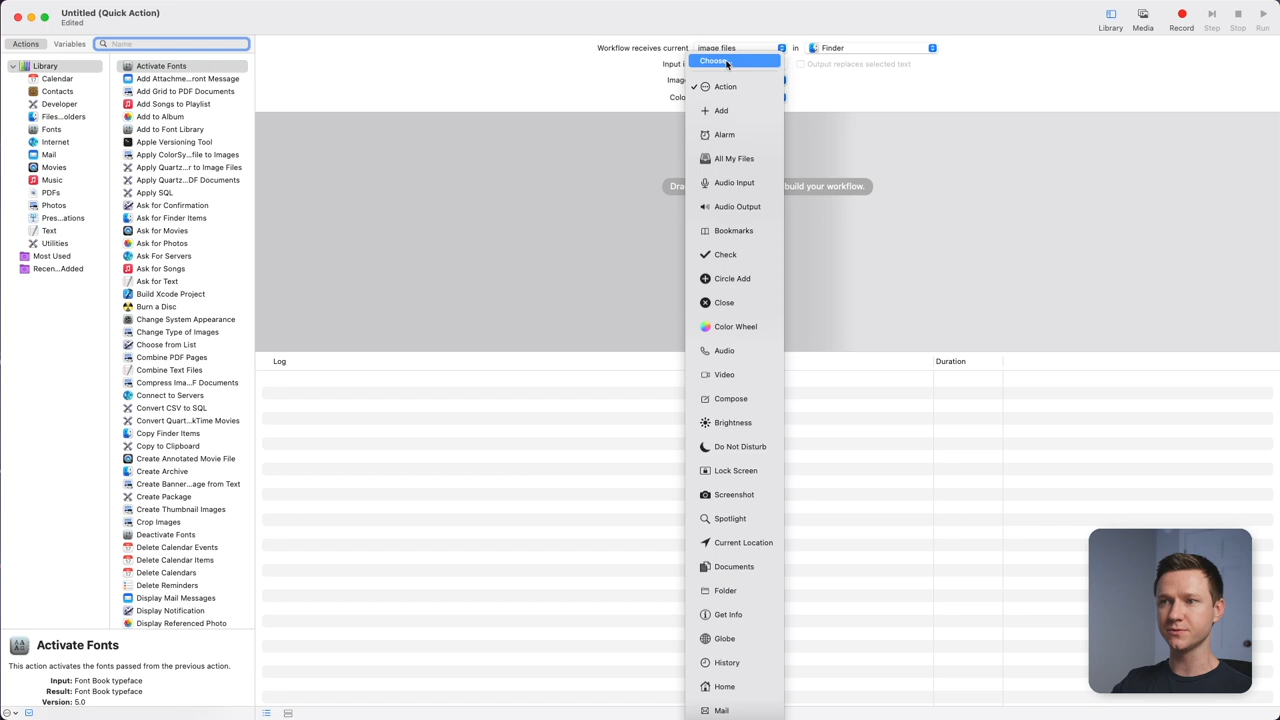 Untitled (Quick Action)
Edited
Library
Media
Record
Step
Stop
Run
Actions
Variables
Name
Workflow receives current
image files
in
Finder
Input i
Output replaces selected text
Imag
Colo
Choose
Library
Calendar
Contacts
Developer
Files...olders
Fonts
Internet
Mail
Movies
Music
PDFs
Photos
Pres...ations
Text
Utilities
Most Used
Recen...Added
Activate Fonts
Add Attachme...ront Message
Add Grid to PDF Documents
Add Songs to Playlist
Add to Album
Add to Font Library
Apple Versioning Tool
Apply ColorSy...file to Images
Apply Quartz...r to Image Files
Apply Quartz...DF Documents
Apply SQL
Ask for Confirmation
Ask for Finder Items
Ask for Movies
Ask for Photos
Ask For Servers
Ask for Songs
Ask for Text
Build Xcode Project
Burn a Disc
Change System Appearance
Change Type of Images
Choose from List
Combine PDF Pages
Combine Text Files
Compress Ima...F Documents
Connect to Servers
Convert CSV to SQL
Convert Quart...kTime Movies
Copy Finder Items
Copy to Clipboard
Create Annotated Movie File
Create Archive
Create Banner...age from Text
Create Package
Create Thumbnail Images
Crop Images
Deactivate Fonts
Delete Calendar Events
Delete Calendar Items
Delete Calendars
Delete Reminders
Display Mail Messages
Display Notification
Display Referenced Photo
Action
Add
Alarm
All My Files
Audio Input
Audio Output
Bookmarks
Check
Circle Add
Close
Color Wheel
Audio
Video
Compose
Brightness
Do Not Disturb
Lock Screen
Screenshot
Spotlight
Current Location
Documents
Folder
Get Info
Globe
History
Home
Mail
Dra
build your workflow.
Log
Duration
Activate Fonts
This action activates the fonts passed from the previous action.
Input: Font Book typeface
Result: Font Book typeface
Version: 5.0